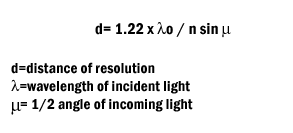 d= 1.22 x λo / n sin μ
d=distance of resolution
λ=wavelength of incident light
μ= 1/2 angle of incoming light